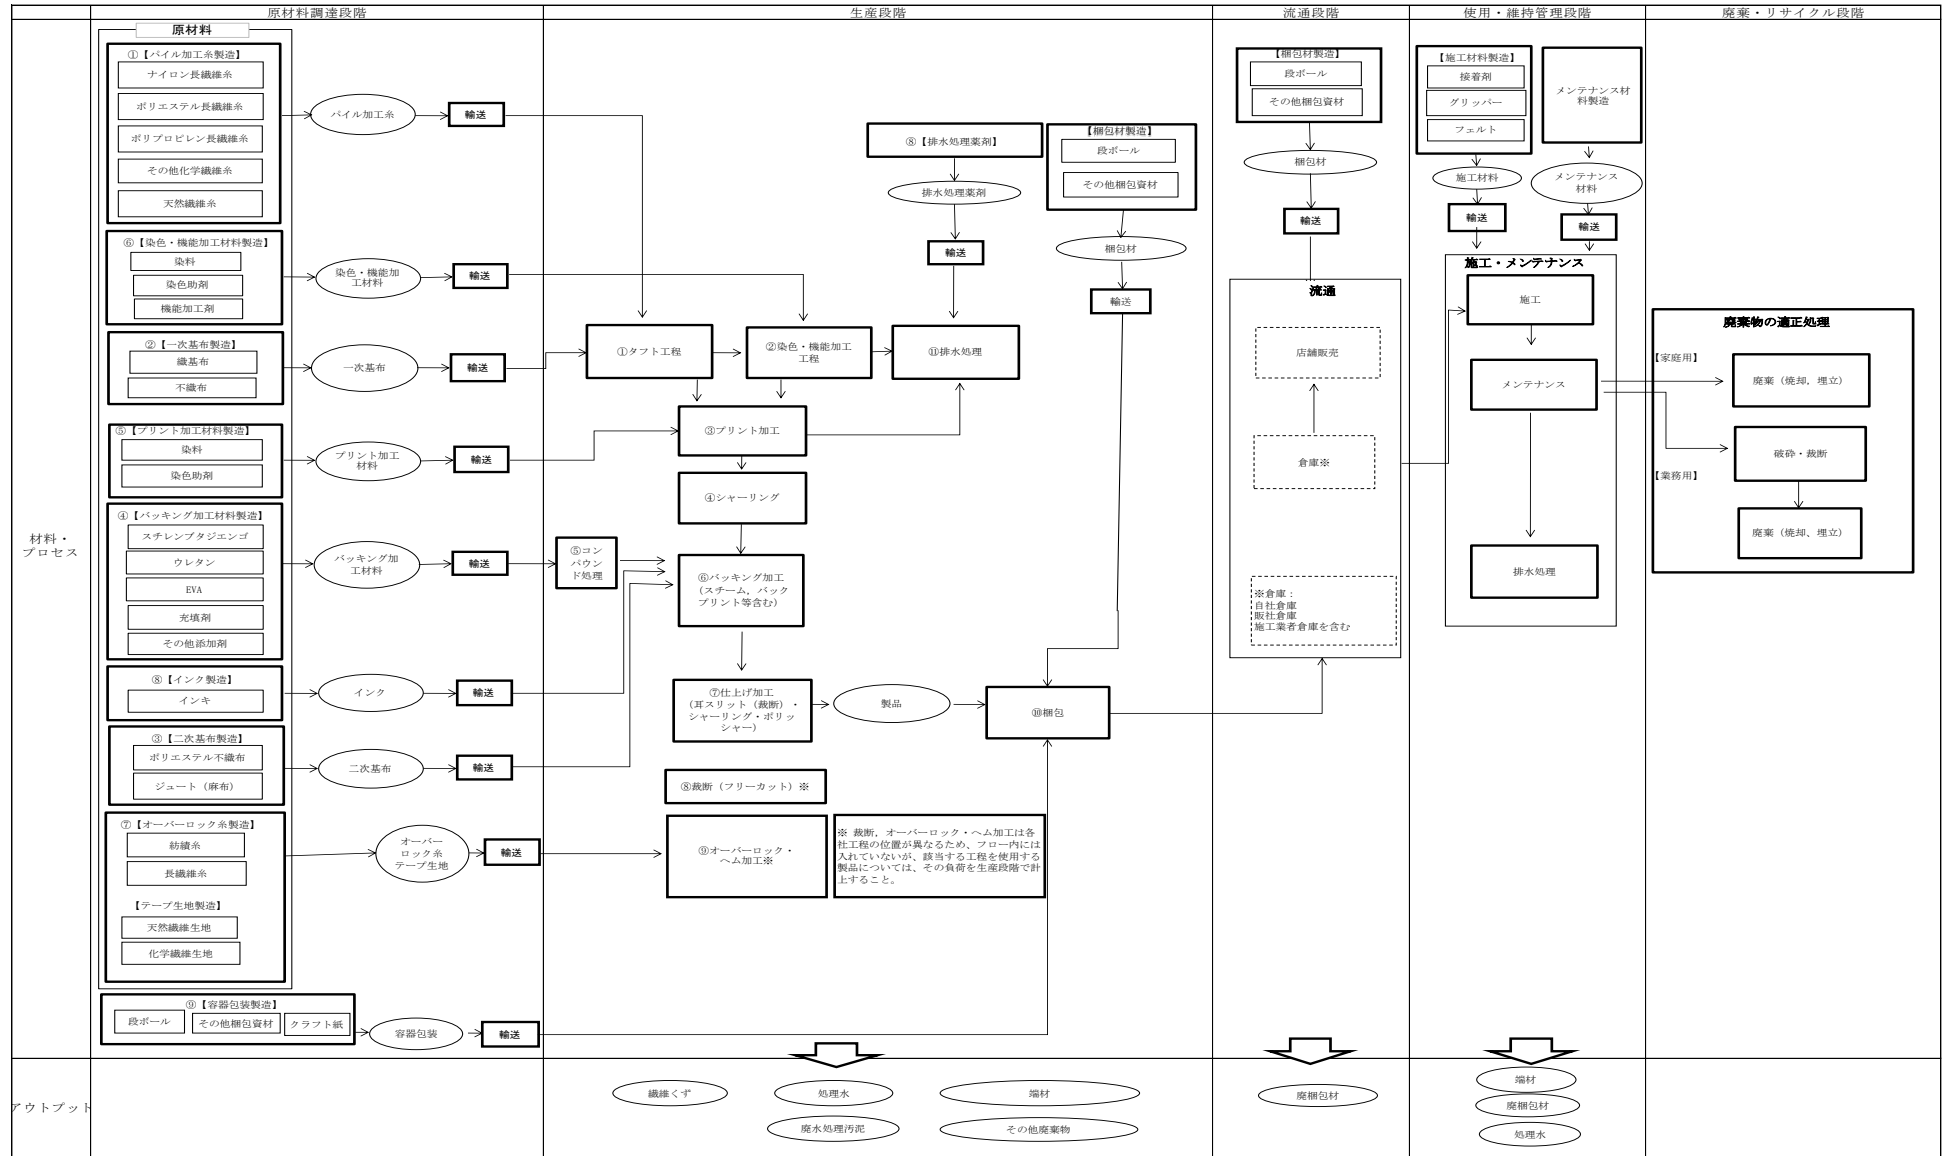 原材料調達段階
生産段階
流通段階
使用・維持管理段階
廃棄・リサイクル段階
材料・
プロセス
原材料
①【パイル加工糸製造】
ナイロン長繊維糸
ポリエステル長繊維糸
ポリプロピレン長繊維糸
その他化学繊維糸
天然繊維糸
パイル加工糸
輸送
⑥【染色・機能加工材料製造】
染料
染色助剤
機能加工剤
染色・機能加
工材料
輸送
②【一次基布製造】
織基布
不織布
一次基布
輸送
⑤【プリント加工材料製造】
染料
染色助剤
プリント加工
材料
輸送
④【バッキング加工材料製造】
スチレンブタジエンゴ
ウレタン
EVA
充填剤
その他添加剤
バッキング加
工材料
輸送
⑧【インク製造】
インキ
インク
輸送
③【二次基布製造】
ポリエステル不織布
ジュート（麻布）
二次基布
輸送
⑦【オーバーロック糸製造】
紡績糸
長繊維糸
【テープ生地製造】
天然繊維生地
化学繊維生地
オーバー
ロック糸
テープ生地
輸送
⑨【容器包装製造】
段ボール
その他梱包資材
クラフト紙
容器包装
輸送
⑧【排水処理薬剤】
排水処理薬剤
輸送
【梱包材製造】
段ボール
その他梱包資材
梱包材
輸送
①タフト工程
②染色・機能加工
工程
⑪排水処理
③プリント加工
④シャーリング
⑤コン
パウン
ド処理
⑥バッキング加工
（スチーム，バック
プリント等含む）
⑦仕上げ加工
（耳スリット（裁断）・
シャーリング・ポリッ
シャー）
製品
⑩梱包
⑧裁断（フリーカット）※
⑨オーバーロック・
ヘム加工※
※ 裁断，オーバーロック・ヘム加工は各
社工程の位置が異なるため、フロー内には
入れていないが、該当する工程を使用する
製品については、その負荷を生産段階で計
上すること。
【梱包材製造】
段ボール
その他梱包資材
梱包材
輸送
流通
店舗販売
倉庫※
※倉庫：
自社倉庫
販社倉庫
施工業者倉庫を含む
【施工材料製造】
接着剤
グリッパー
フェルト
施工材料
輸送
メンテナンス材
料製造
メンテナンス
材料
輸送
施工・メンテナンス
施工
メンテナンス
排水処理
廃棄物の適正処理
【家庭用】
廃棄（焼却，埋立）
破砕・裁断
【業務用】
廃棄（焼却、埋立）
アウトプット
繊維くず
処理水
端材
廃水処理汚泥
その他廃棄物
廃梱包材
端材
廃梱包材
処理水